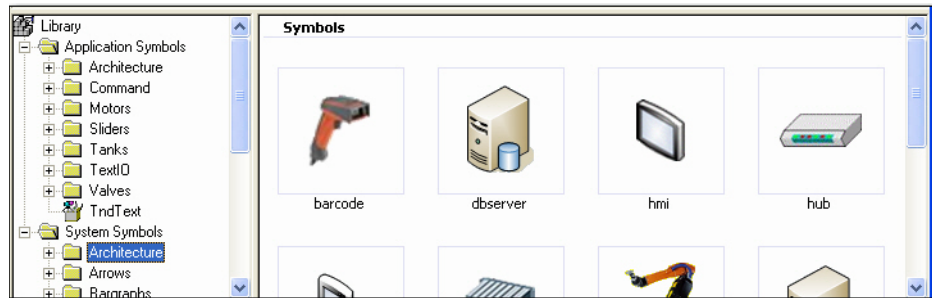 Library
Application Symbols
Architecture
Command
Motors
Sliders
Tanks
TextIO
Valves
TndText
System Symbols
Architecture
Arrows
Bargraphs
Symbols
barcode
dbserver
hmi
hub